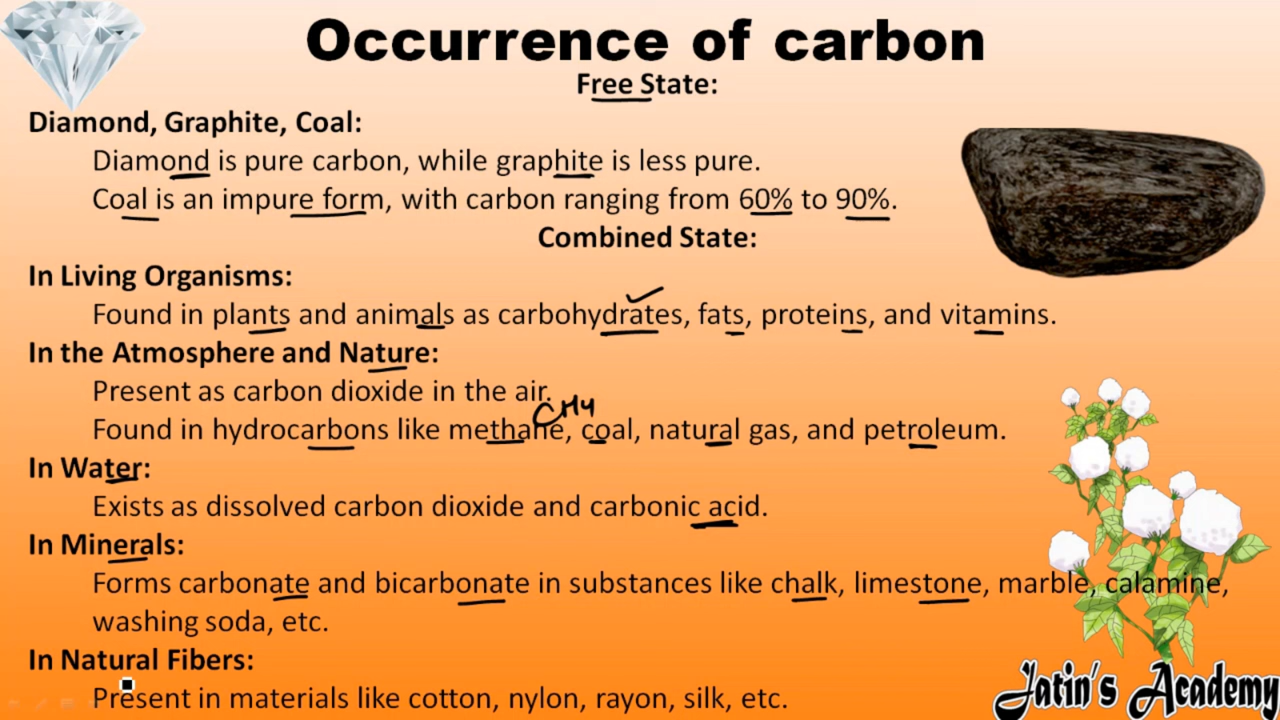 Occurrence of carbon
Free State:
Diamond, Graphite, Coal:
Diamond is pure carbon, while graphite is less pure.
Coal is an impure form, with carbon ranging from 60% to 90%.
Combined State:
In Living Organisms:
Found in plants and animals as carbohydrates, fats, proteins, and vitamins.
In the Atmosphere and Nature:
Present as carbon dioxide in the air.
CH4
Found in hydrocarbons like methane, coal, natural gas, and petroleum.
In Water:
Exists as dissolved carbon dioxide and carbonic acid.
In Minerals:
Forms carbonate and bicarbonate in substances like chalk, limestone, marble, calamine,
washing soda, etc.
In Natural Fibers:
Present in materials like cotton, nylon, rayon, silk, etc.
Jatin's Academy